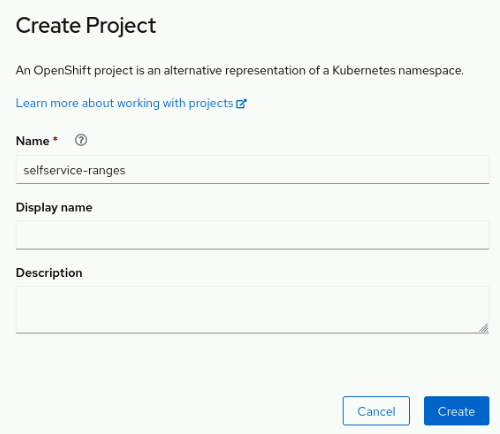 Create Project
An OpenShift project is an alternative representation of a Kubernetes namespace.
Learn more about working with projects
Name *
selfservice-ranges
Display name
Description
Cancel Create